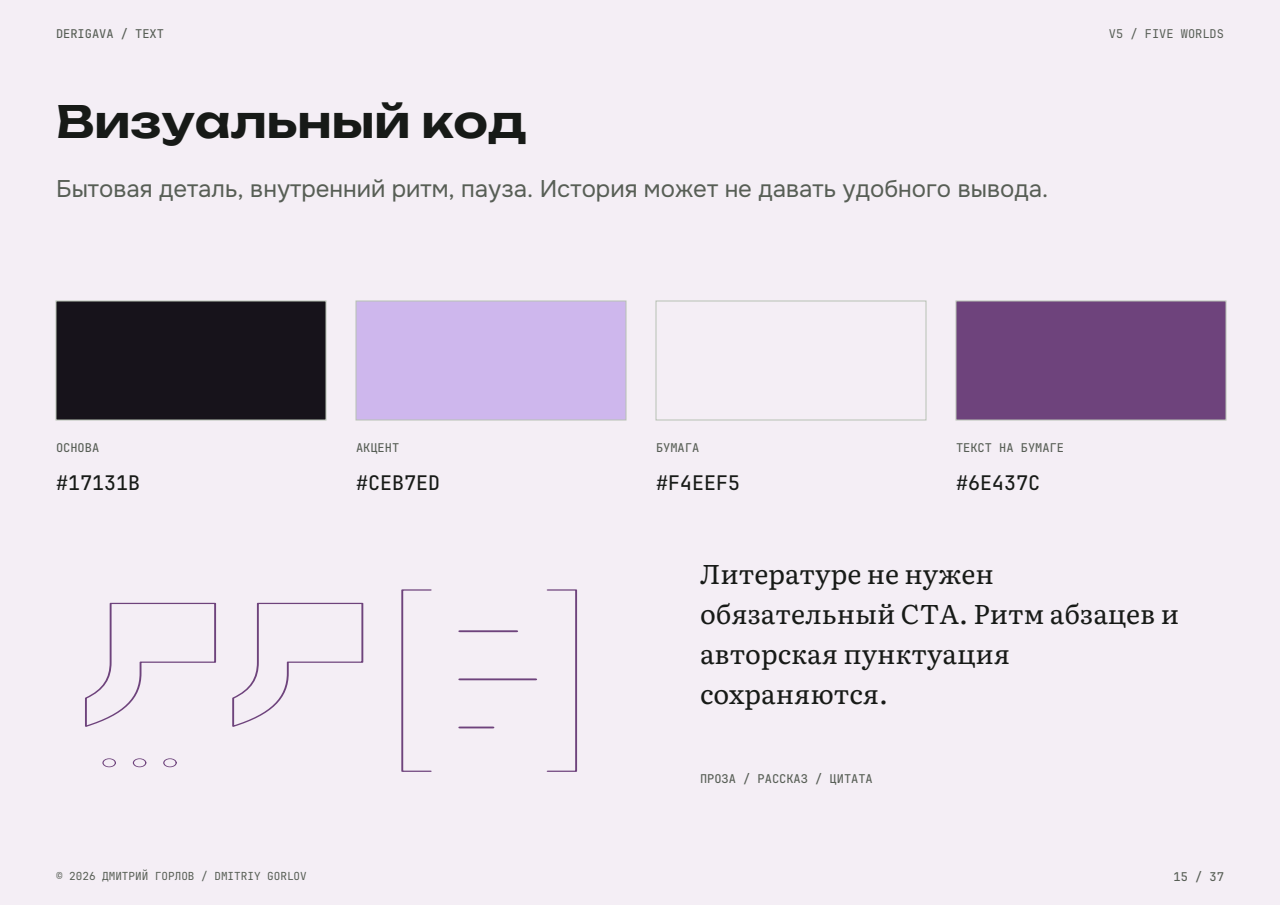 DERIGAVA / TEXT
V5 / FIVE WORLDS
Визуальный код
Бытовая деталь, внутренний ритм, пауза. История может не давать удобного вывода.
ОСНОВА
АКЦЕНТ
БУМАГА
ТЕКСТ НА БУМАГЕ
#17131B
#CEB7ED
#F4EEF5
#6E437C
Литературе не нужен
обязательный CTA. Ритм абзацев и
авторская пунктуация
сохраняются.
ПРОЗА / РАССКАЗ / ЦИТАТА
© 2026 ДМИТРИЙ ГОРЛОВ / DMITRIY GORLOV
15 / 37